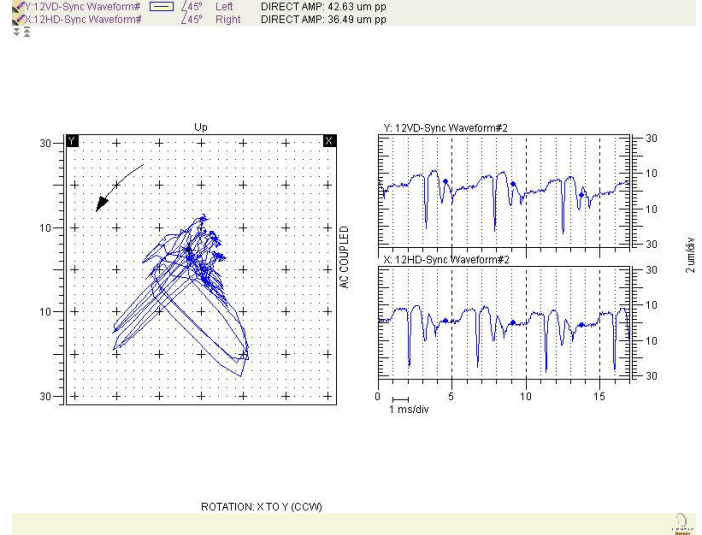 Y:12VD-Sync Waveform# ∠45° Left DIRECT AMP: 42.63 um pp
X:12HD-Sync Waveform# ∠45° Right DIRECT AMP: 36.49 um pp
Up
Y X
30
10
10
30
AC COUPLED
Y: 12VD-Sync Waveform#2
30
10
10
30
X: 12HD-Sync Waveform#2
30
10
10
30
2 um/div
0 5 10 15
1 ms/div
ROTATION: X TO Y (CCW)